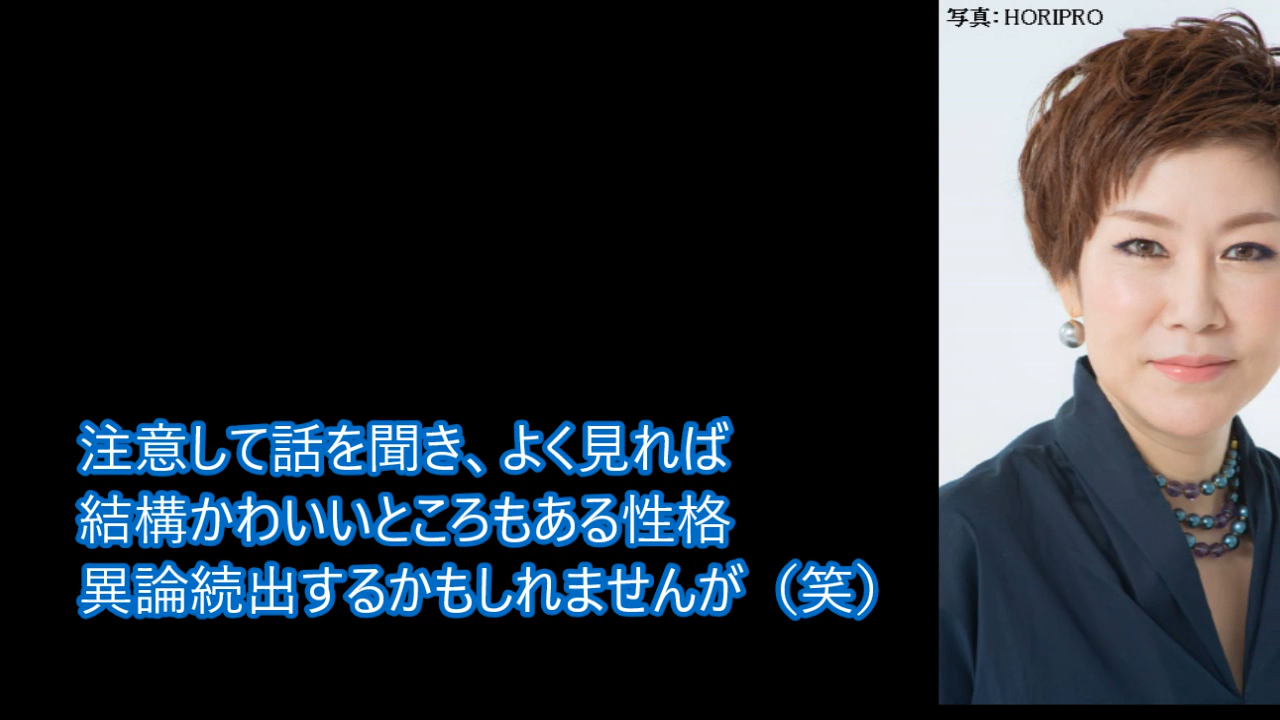 写真：HORIPRO
注意して話を聞き、よく見れば
結構かわいいところもある性格
異論続出するかもしれませんが（笑）